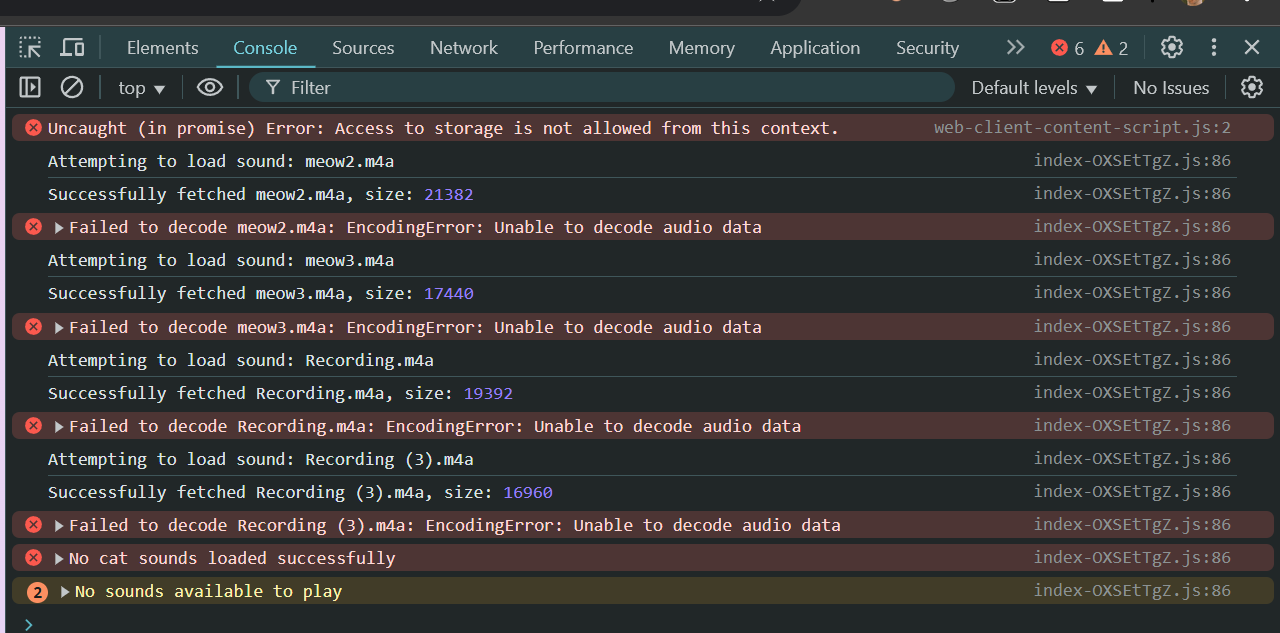 Elements Console Sources Network Performance Memory Application Security 6 2
top Filter Default levels No Issues
Uncaught (in promise) Error: Access to storage is not allowed from this context. web-client-content-script.js:2
Attempting to load sound: meow2.m4a index-OXSEtTgZ.js:86
Successfully fetched meow2.m4a, size: 21382 index-OXSEtTgZ.js:86
Failed to decode meow2.m4a: EncodingError: Unable to decode audio data index-OXSEtTgZ.js:86
Attempting to load sound: meow3.m4a index-OXSEtTgZ.js:86
Successfully fetched meow3.m4a, size: 17440 index-OXSEtTgZ.js:86
Failed to decode meow3.m4a: EncodingError: Unable to decode audio data index-OXSEtTgZ.js:86
Attempting to load sound: Recording.m4a index-OXSEtTgZ.js:86
Successfully fetched Recording.m4a, size: 19392 index-OXSEtTgZ.js:86
Failed to decode Recording.m4a: EncodingError: Unable to decode audio data index-OXSEtTgZ.js:86
Attempting to load sound: Recording (3).m4a index-OXSEtTgZ.js:86
Successfully fetched Recording (3).m4a, size: 16960 index-OXSEtTgZ.js:86
Failed to decode Recording (3).m4a: EncodingError: Unable to decode audio data index-OXSEtTgZ.js:86
No cat sounds loaded successfully index-OXSEtTgZ.js:86
2 No sounds available to play index-OXSEtTgZ.js:86